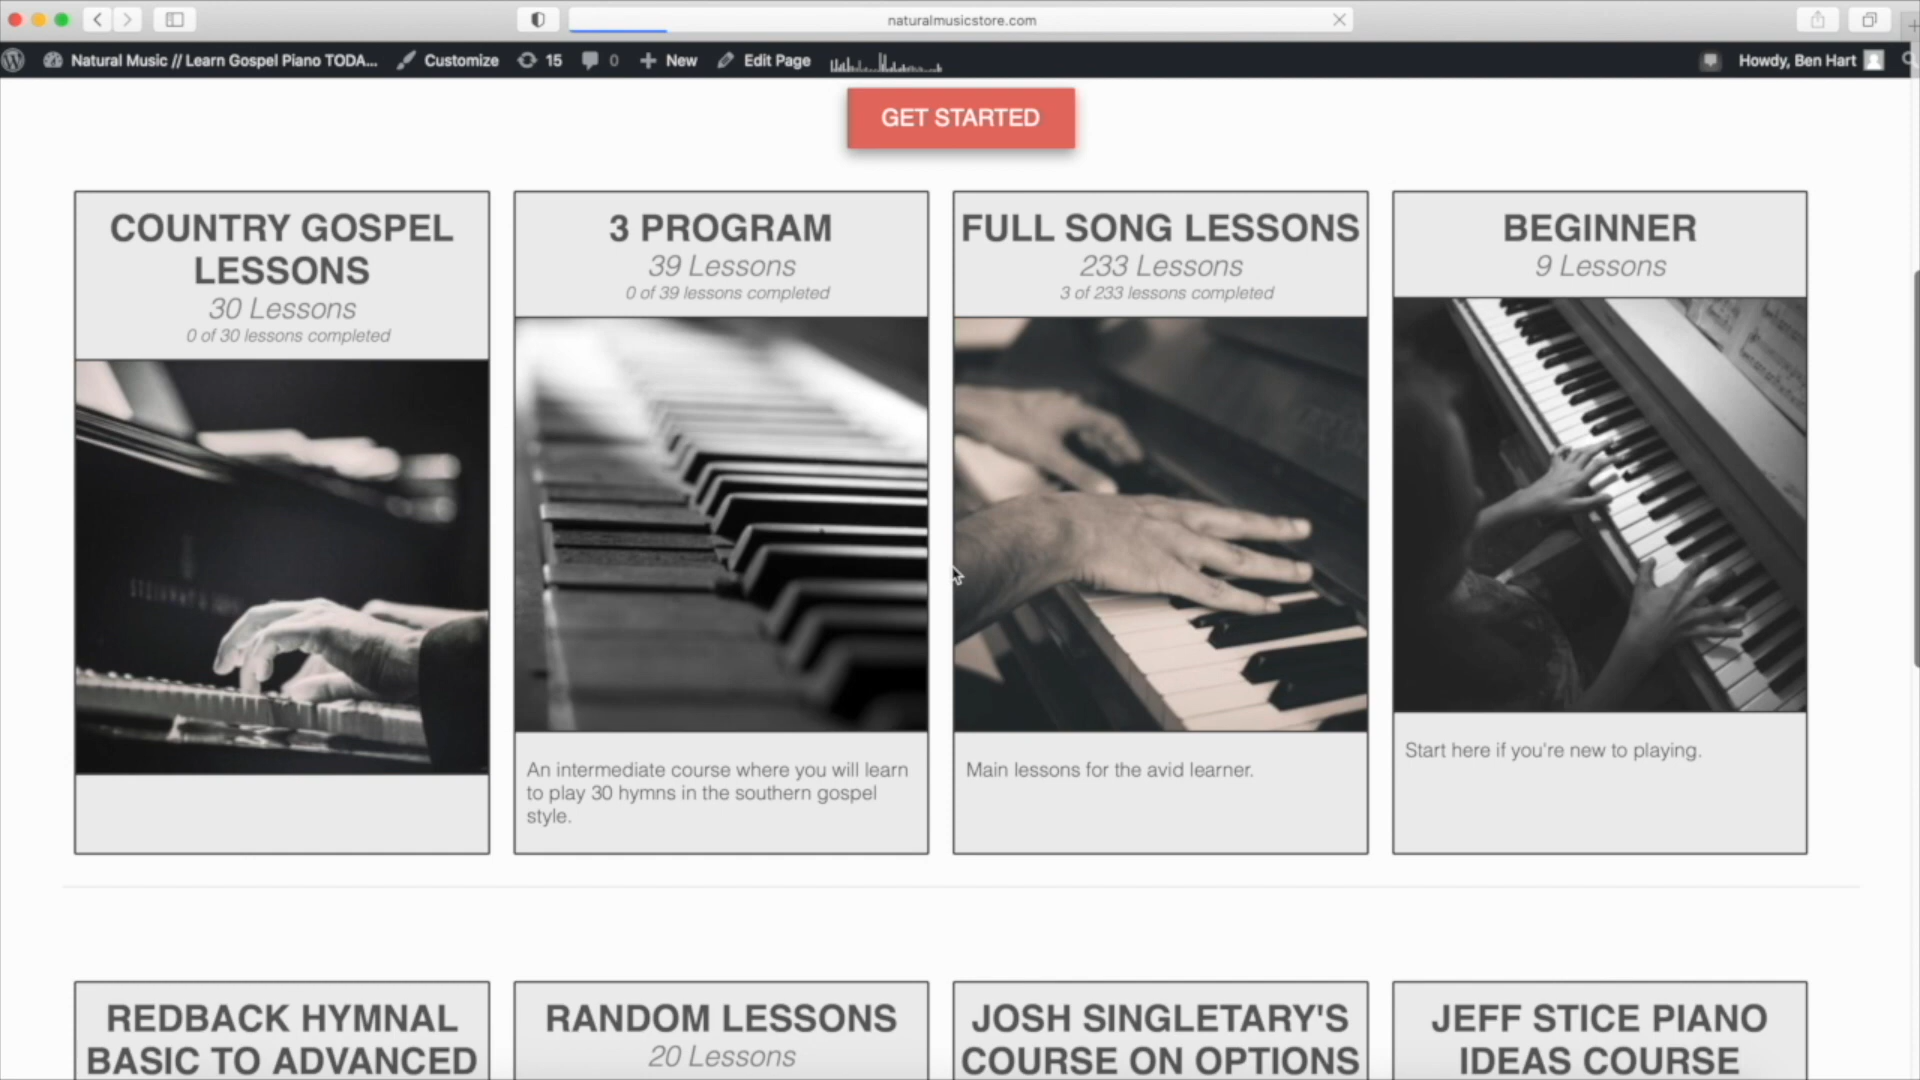 naturalmusicstore.com
Natural Music // Learn Gospel Piano TODA...
Customize
15
0
New
Edit Page
Howdy, Ben Hart
GET STARTED
COUNTRY GOSPEL
LESSONS
30 Lessons
0 of 30 lessons completed
3 PROGRAM
39 Lessons
0 of 39 lessons completed
An intermediate course where you will learn
to play 30 hymns in the southern gospel
style.
FULL SONG LESSONS
233 Lessons
3 of 233 lessons completed
Main lessons for the avid learner.
BEGINNER
9 Lessons
Start here if you're new to playing.
REDBACK HYMNAL
BASIC TO ADVANCED
RANDOM LESSONS
20 Lessons
JOSH SINGLETARY'S
COURSE ON OPTIONS
JEFF STICE PIANO
IDEAS COURSE